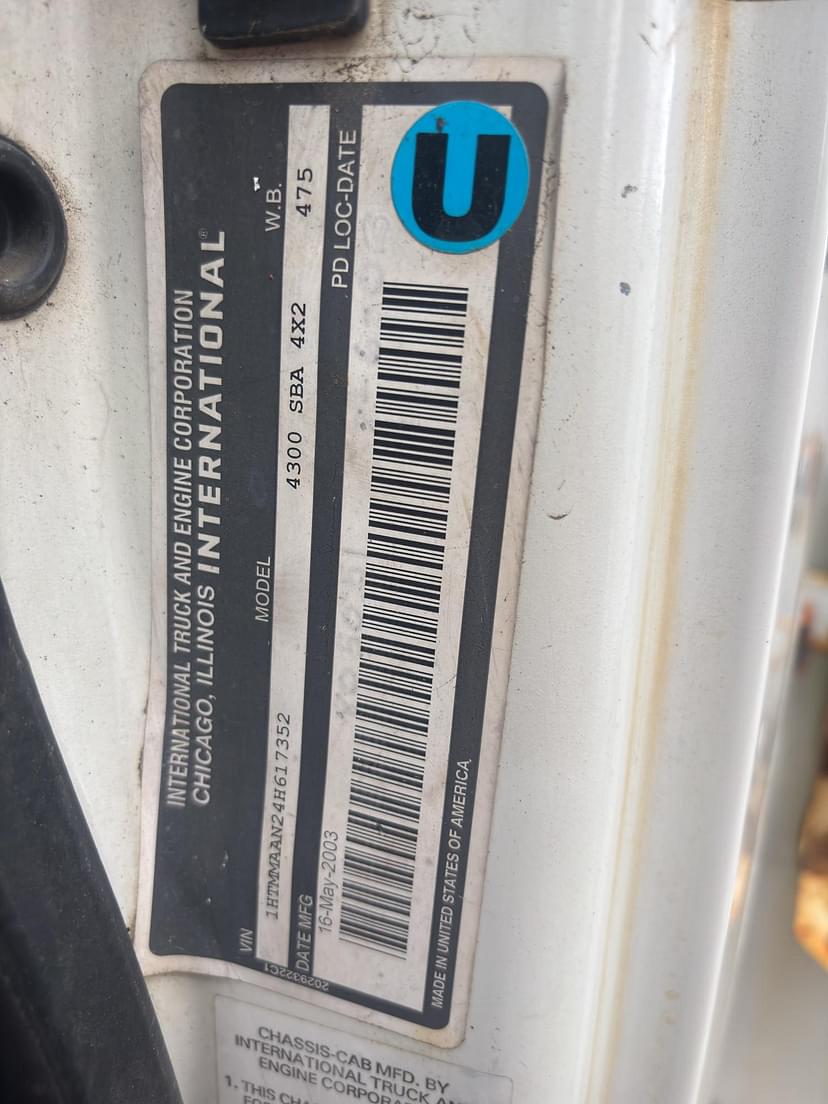 INTERNATIONAL TRUCK AND ENGINE CORPORATION
CHICAGO, ILLINOIS INTERNATIONAL®
VIN MODEL W.B.
1HTMMAAN24H617352 4300 SBA 4X2 475
DATE MFG PD LOC-DATE
16-May-2003
U
MADE IN UNITED STATES OF AMERICA
2029322C1
CHASSIS-CAB MFD. BY
INTERNATIONAL TRUCK AN
ENGINE CORPORAT
1. THIS CHA